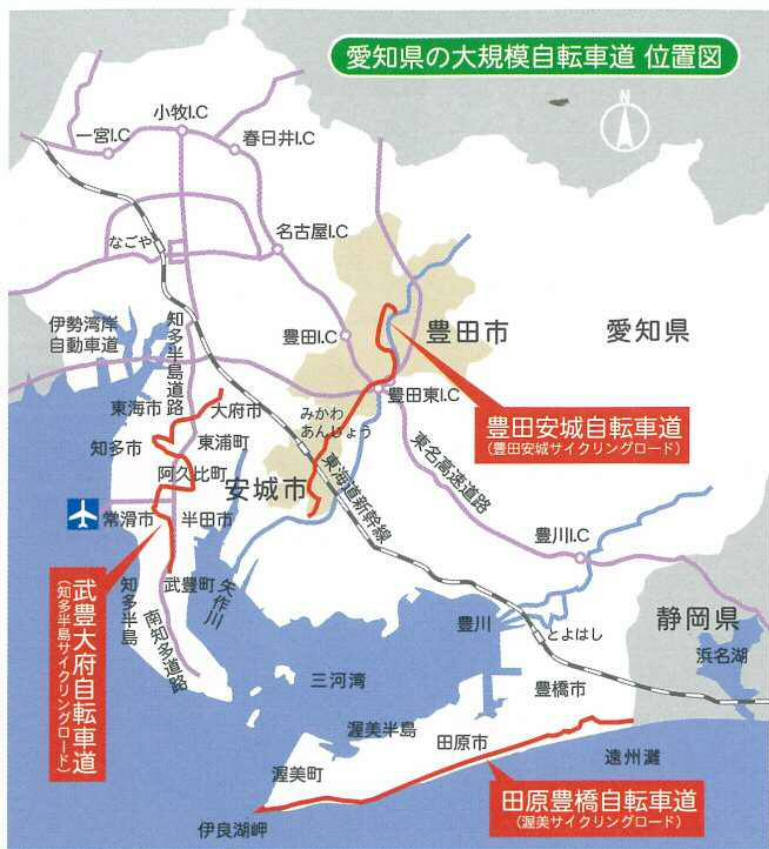 愛知県の大規模自転車道 位置図
N
小牧I.C
一宮I.C
春日井I.C
なごや
名古屋I.C
伊勢湾岸
自動車道
知多半島道路
豊田I.C
豊田市
愛知県
豊田東I.C
東海市
大府市
みかわ
あんじょう
豊田安城自転車道
(豊田安城サイクリングロード)
知多市
東浦町
阿久比町
安城市
東海道新幹線
東名高速道路
常滑市
半田市
豊川I.C
武豊大府自転車道
(知多半島サイクリングロード)
知多半島
武豊町
矢作川
南知多道路
豊川
とよはし
静岡県
浜名湖
三河湾
豊橋市
渥美半島
田原市
遠州灘
渥美町
田原豊橋自転車道
(渥美サイクリングロード)
伊良湖岬